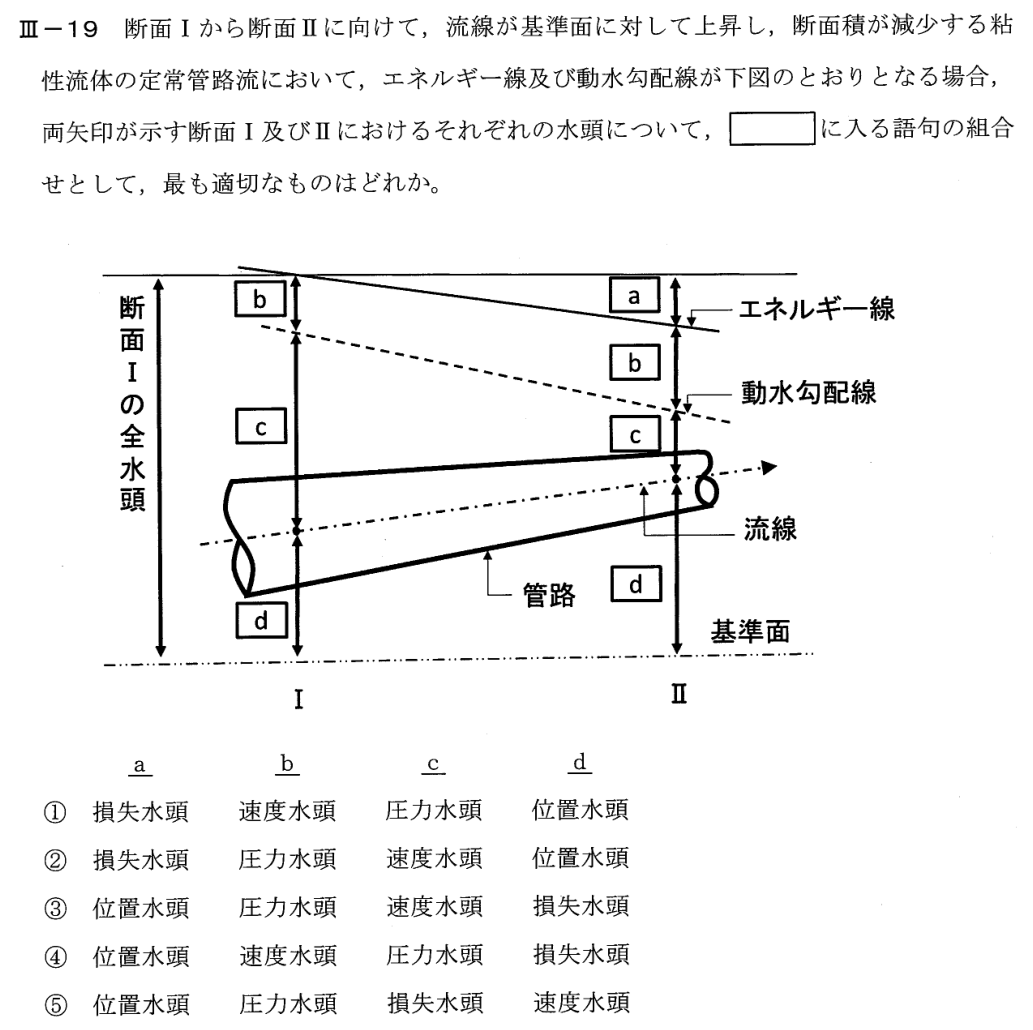 Ⅲ－19　断面Ⅰから断面Ⅱに向けて，流線が基準面に対して上昇し，断面積が減少する粘
性流体の定常管路流において，エネルギー線及び動水勾配線が下図のとおりとなる場合，
両矢印が示す断面Ⅰ及びⅡにおけるそれぞれの水頭について，　　　に入る語句の組合
せとして，最も適切なものはどれか。
断面Ⅰの全水頭
b
a
エネルギー線
b
動水勾配線
c
c
流線
管路
d
d
基準面
Ⅰ
Ⅱ
a　b　c　d
① 損失水頭　速度水頭　圧力水頭　位置水頭
② 損失水頭　圧力水頭　速度水頭　位置水頭
③ 位置水頭　圧力水頭　速度水頭　損失水頭
④ 位置水頭　速度水頭　圧力水頭　損失水頭
⑤ 位置水頭　圧力水頭　損失水頭　速度水頭